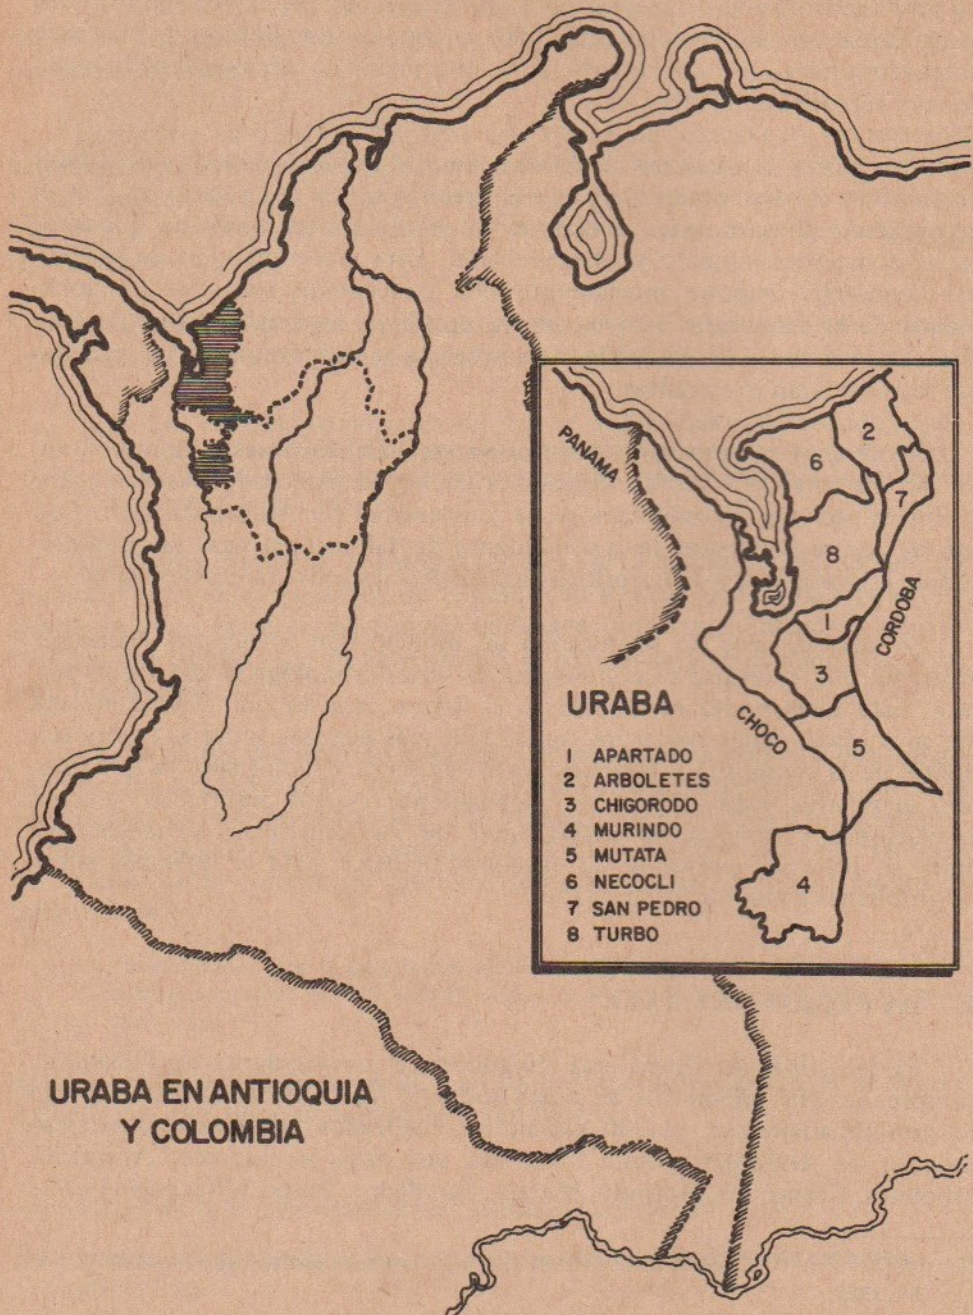 PANAMA
2
6
7
8
1
CORDOBA
3
CHOCO
5
4
URABA
1 APARTADO
2 ARBOLETES
3 CHIGORODO
4 MURINDO
5 MUTATA
6 NECOCLI
7 SAN PEDRO
8 TURBO
URABA EN ANTIOQUIA
Y COLOMBIA